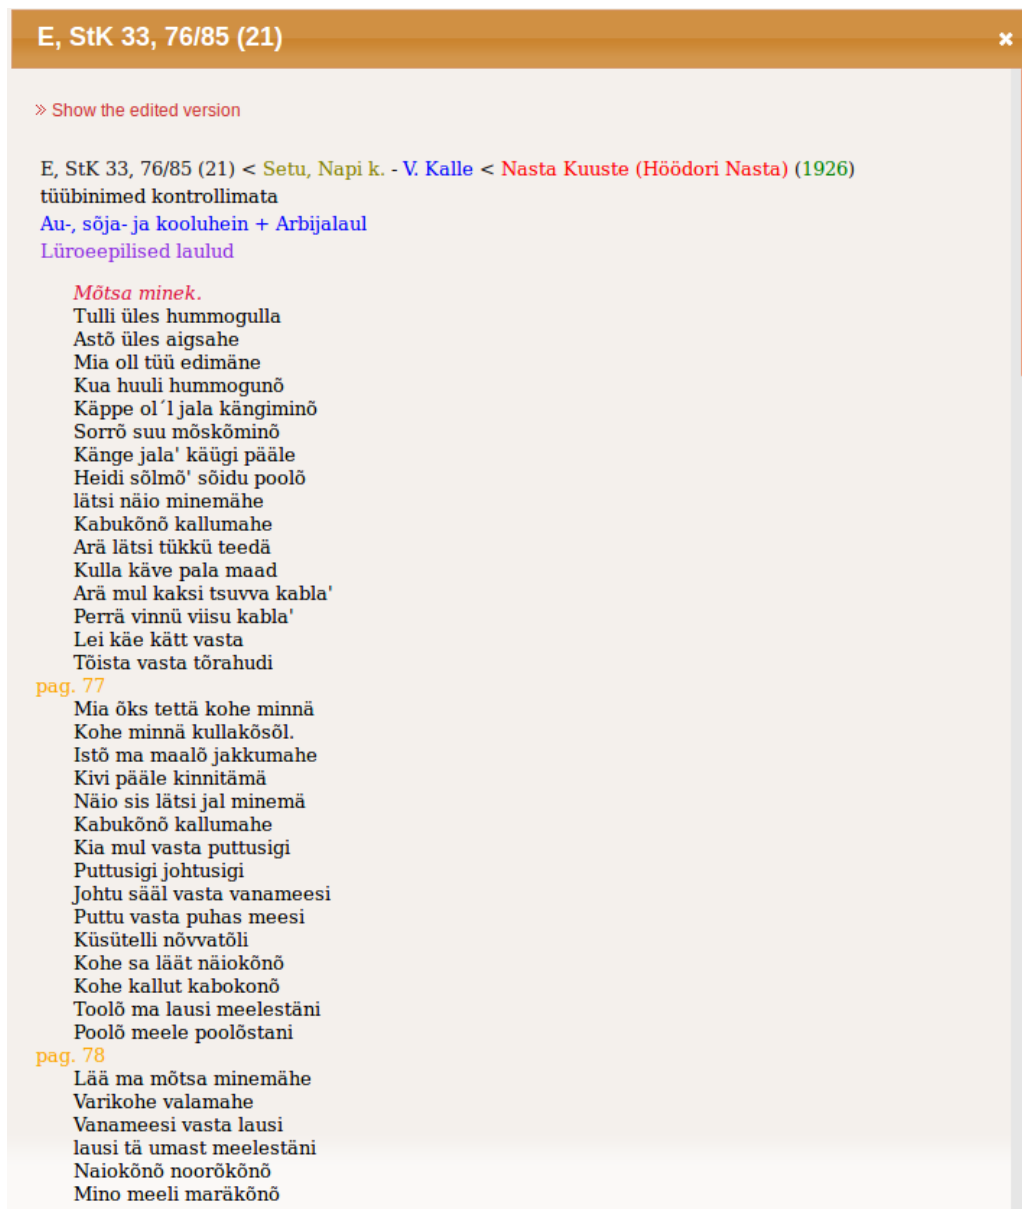 E, StK 33, 76/85 (21)
» Show the edited version
E, StK 33, 76/85 (21) < Setu, Napi k. - V. Kalle < Nasta Kuuste (Höödori Nasta) (1926)
tüübinimed kontrollimata
Au-, sõja- ja kooluhein + Arbijalaul
Lüroeepilised laulud
Mõtsa minek.
Tulli üles hummogulla
Astõ üles aigsahe
Mia oll tüü edimäne
Kua huuli hummogunõ
Käppe ol´l jala kängiminõ
Sorrõ suu mõskõminõ
Känge jala' käügi pääle
Heidi sõlmõ' sõidu poolõ
lätsi näio minemähe
Kabukõnõ kallumahe
Arä lätsi tükkü teedä
Kulla käve pala maad
Arä mul kaksi tsuvva kabla'
Perrä vinnü viisu kabla'
Lei käe kätt vasta
Tõista vasta tõrahudi
pag. 77
Mia õks tettä kohe minnä
Kohe minnä kullakõsõl.
Istõ ma maalõ jakkumahe
Kivi pääle kinnitämä
Näio sis lätsi jal minemä
Kabukõnõ kallumahe
Kia mul vasta puttusigi
Puttusigi johtusigi
Johtu sääl vasta vanameesi
Puttu vasta puhas meesi
Küsütelli nõvvatõli
Kohe sa läät näiokõnõ
Kohe kallut kabokonõ
Toolõ ma lausi meelestäni
Poolõ meele poolõstani
pag. 78
Lää ma mõtsa minemähe
Varikohe valamahe
Vanameesi vasta lausi
lausi tä umast meelestäni
Naiokõnõ noorõkõnõ
Mino meeli maräkõnõ